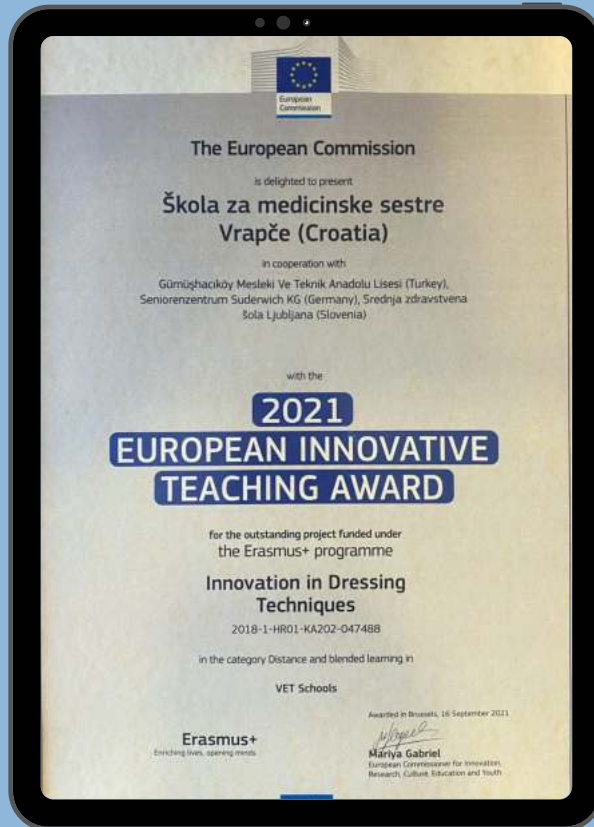 European
Commission
The European Commission
is delighted to present
Škola za medicinske sestre
Vrapče (Croatia)
in cooperation with
Gümüşhacıköy Mesleki Ve Teknik Anadolu Lisesi (Turkey),
Seniorenzentrum Suderwich KG (Germany), Srednja zdravstvena
šola Ljubljana (Slovenia)
with the
2021
EUROPEAN INNOVATIVE
TEACHING AWARD
for the outstanding project funded under
the Erasmus+ programme
Innovation in Dressing
Techniques
2018-1-HR01-KA202-047488
in the category Distance and blended learning in
VET Schools
Awarded in Brussels, 16 September 2021
Erasmus+
Enriching lives, opening minds.
Mariya Gabriel
European Commissioner for Innovation,
Research, Culture, Education and Youth